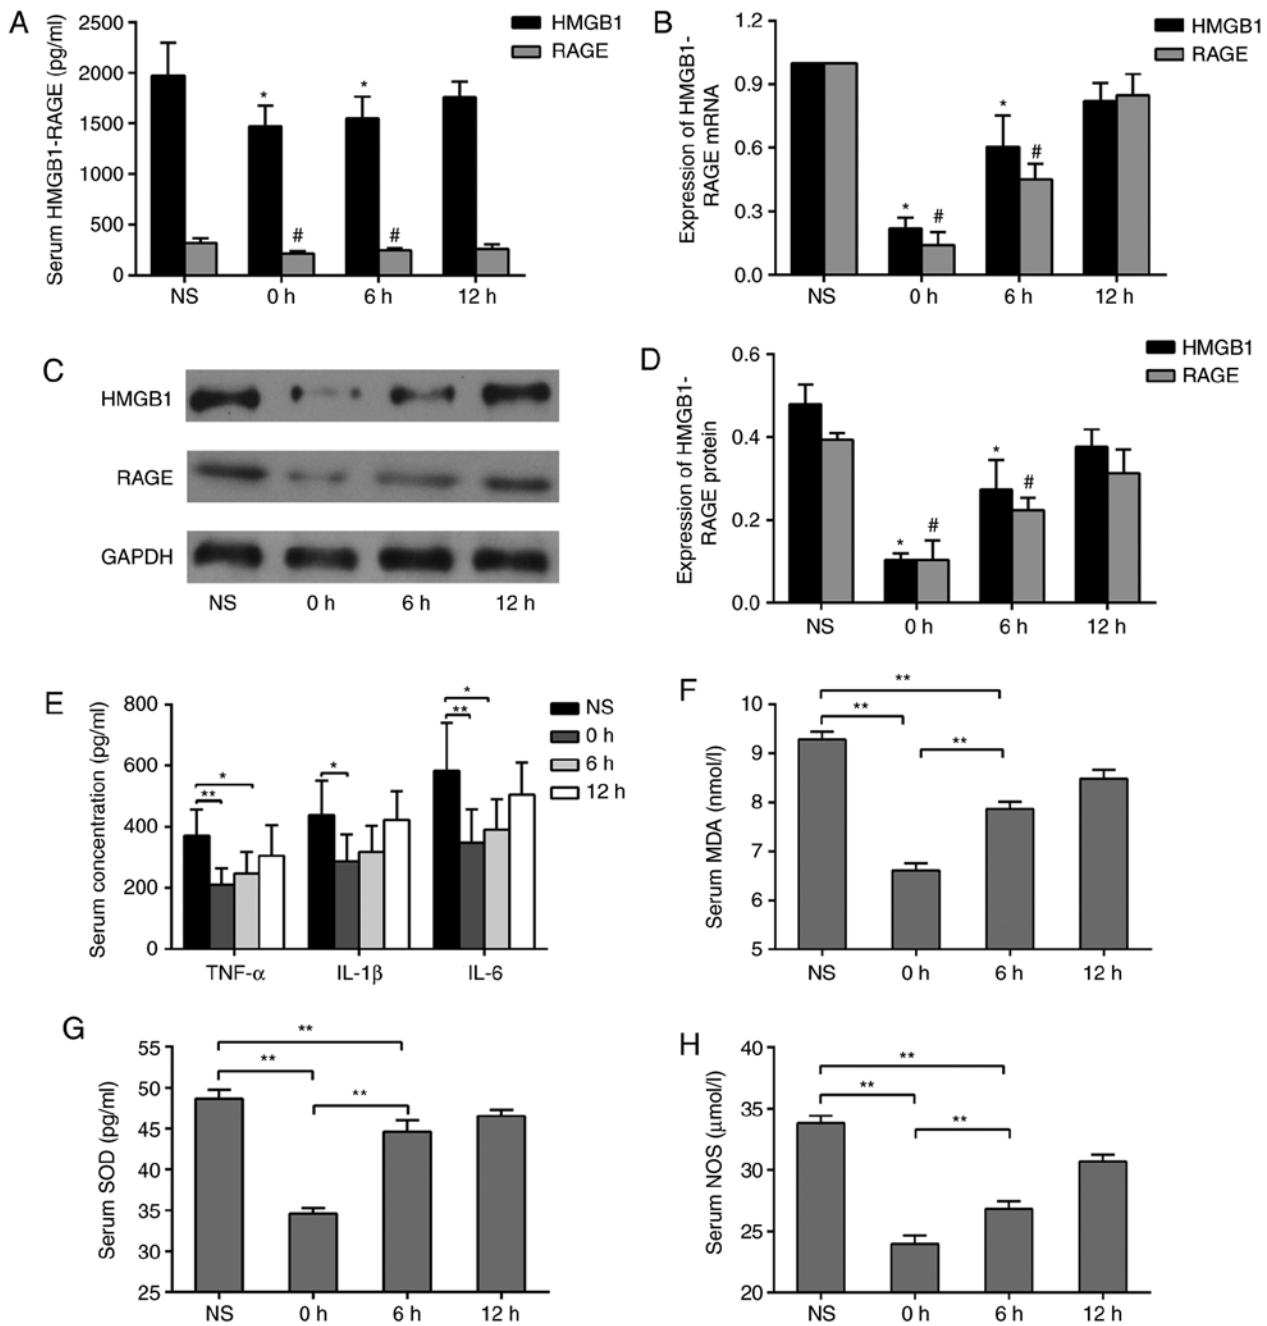 A
Serum HMGB1-RAGE (pg/ml)
2500
2000
1500
1000
500
0
HMGB1
RAGE
*
*
#
#
NS
0 h
6 h
12 h
B
Expression of HMGB1-
RAGE mRNA
1.2
0.9
0.6
0.3
0.0
HMGB1
RAGE
*
#
*
#
NS
0 h
6 h
12 h
C
HMGB1
RAGE
GAPDH
NS
0 h
6 h
12 h
D
Expression of HMGB1-
RAGE protein
0.6
0.4
0.2
0.0
HMGB1
RAGE
*
#
*
#
NS
0 h
6 h
12 h
E
Serum concentration (pg/ml)
800
600
400
200
0
NS
0 h
6 h
12 h
*
**
*
*
**
TNF-α
IL-1β
IL-6
F
Serum MDA (nmol/l)
10
9
8
7
6
5
**
**
**
NS
0 h
6 h
12 h
G
Serum SOD (pg/ml)
55
50
45
40
35
30
25
**
**
**
NS
0 h
6 h
12 h
H
Serum NOS (μmol/l)
40
35
30
25
20
**
**
**
NS
0 h
6 h
12 h